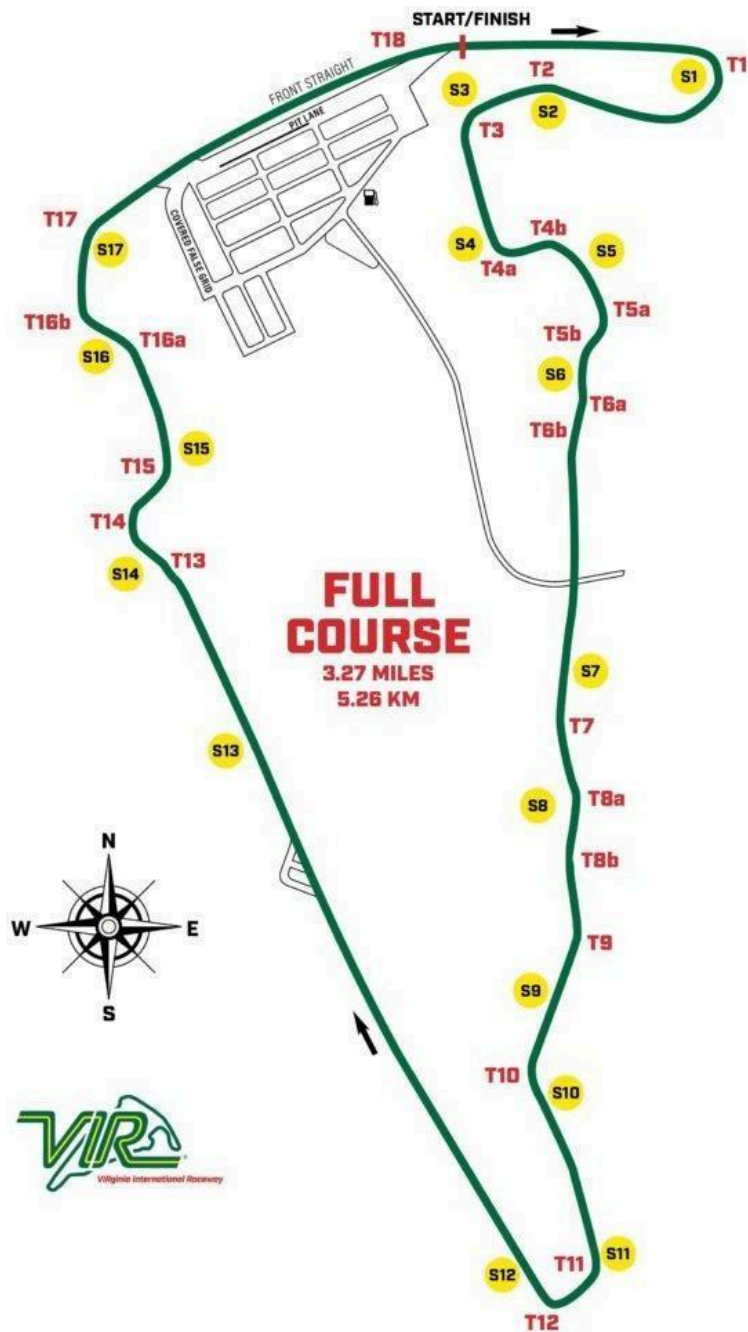 START/FINISH
T18
T1
S1
T2
S3
S2
FRONT STRAIGHT
PIT LANE
T3
T17
S17
COVERED FALSE GRID
S4
T4b
T4a
S5
T5a
T16b
T16a
S16
T5b
S6
T6a
T6b
S15
T15
T14
T13
S14
FULL
COURSE
3.27 MILES
5.26 KM
S7
T7
S13
S8
T8a
T8b
N
W
E
S
T9
S9
T10
S10
VIR
VIRginia International Raceway
®
T11
S11
S12
T12